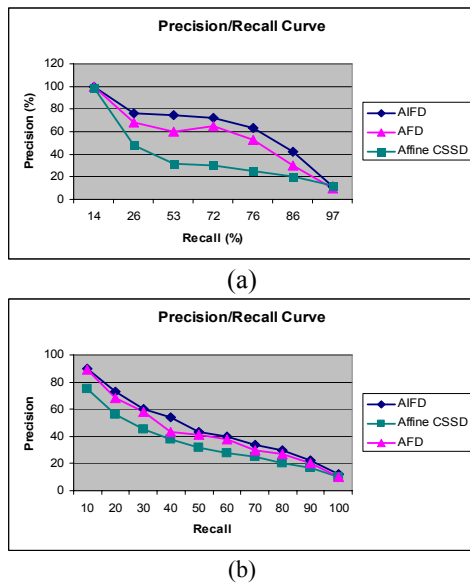 Precision/Recall Curve
Precision (%)
120
100
80
60
40
20
0
14 26 53 72 76 86 97
Recall (%)
AIFD
AFD
Affine CSSD
(a)
Precision/Recall Curve
Precision
100
80
60
40
20
0
10 20 30 40 50 60 70 80 90 100
Recall
AIFD
Affine CSSD
AFD
(b)